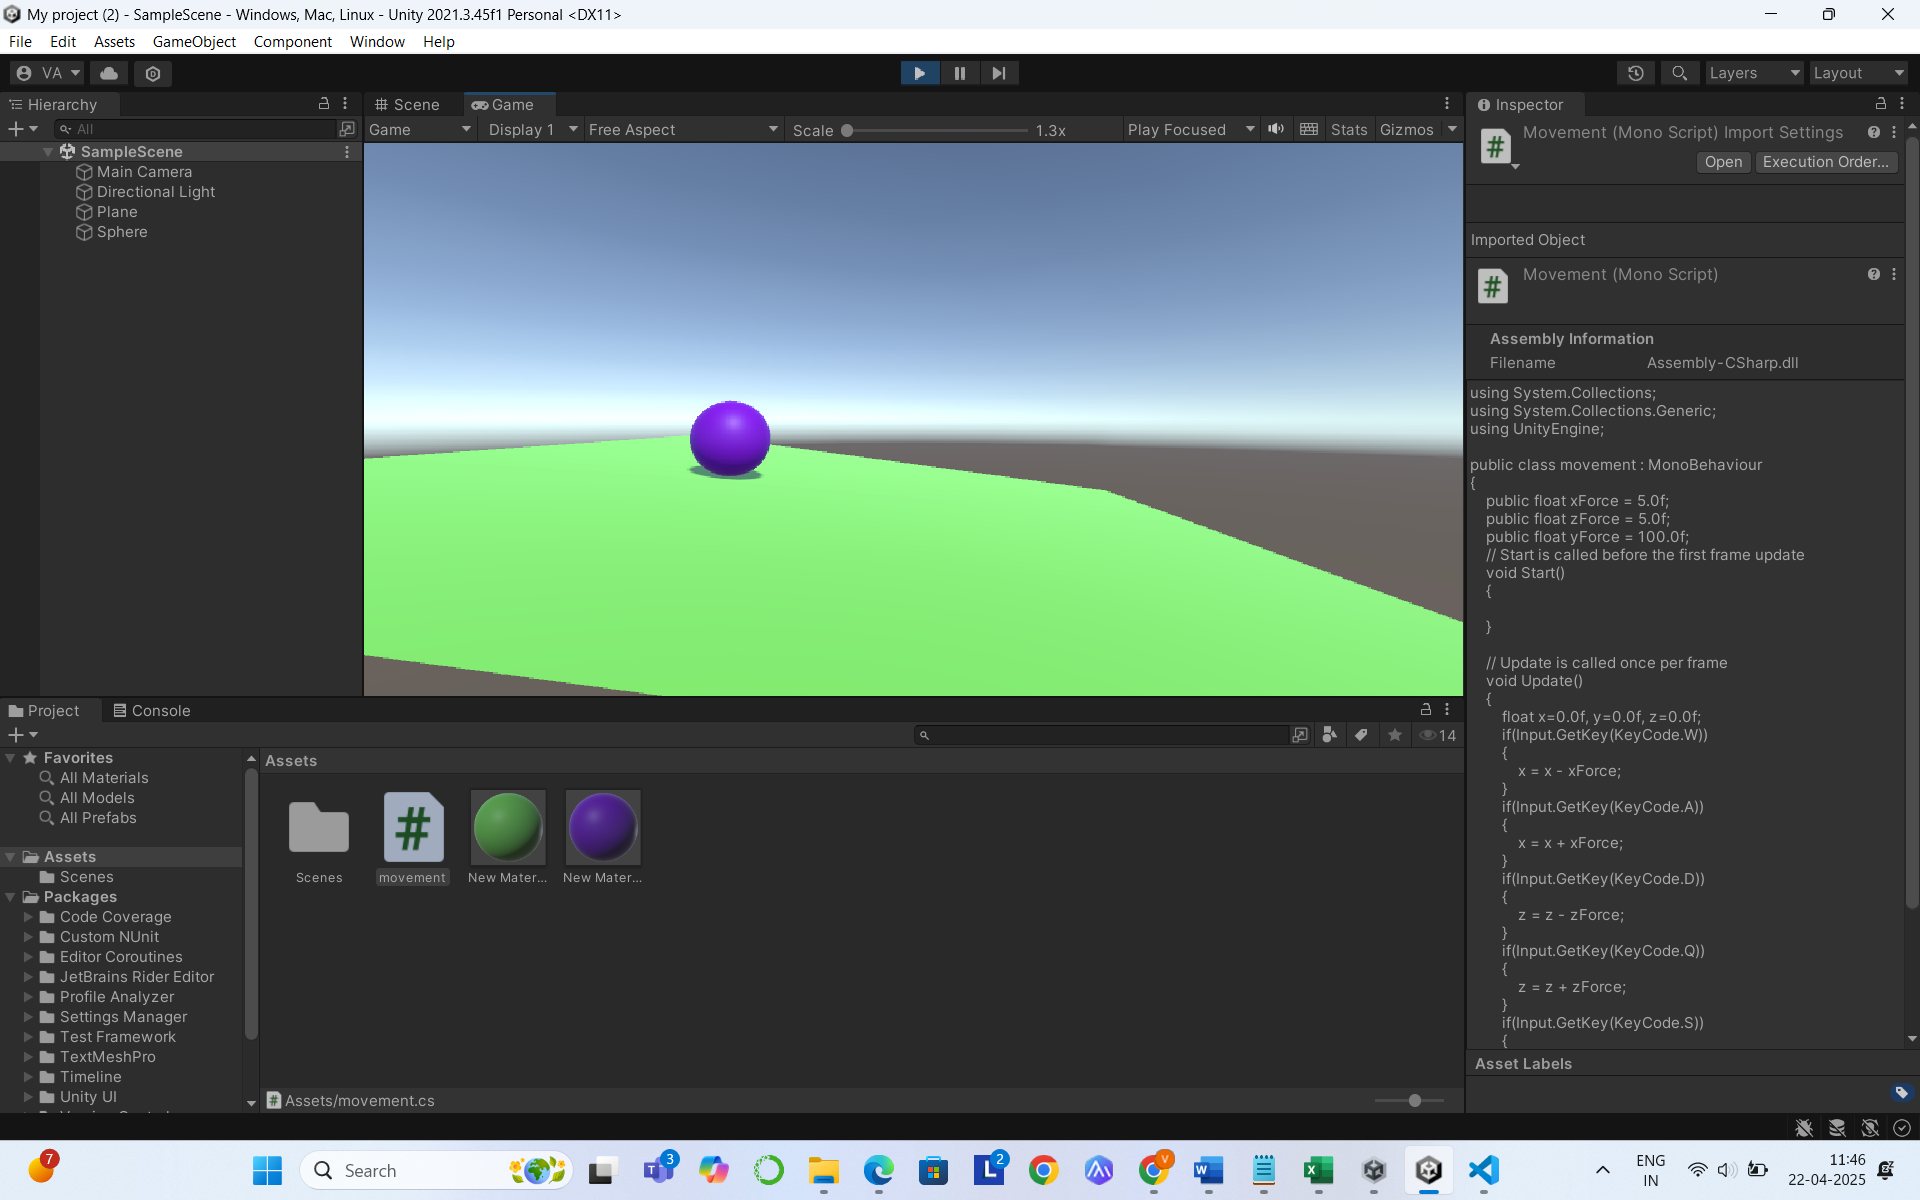 My project (2) - SampleScene - Windows, Mac, Linux - Unity 2021.3.45f1 Personal <DX11>
File Edit Assets GameObject Component Window Help
VA
Layers Layout
Hierarchy
All
SampleScene
Main Camera
Directional Light
Plane
Sphere
Scene Game
Game Display 1 Free Aspect Scale 1.3x Play Focused Stats Gizmos
Inspector
Movement (Mono Script) Import Settings
Open Execution Order...
Imported Object
Movement (Mono Script)
Assembly Information
Filename Assembly-CSharp.dll
using System.Collections;
using System.Collections.Generic;
using UnityEngine;
public class movement : MonoBehaviour
{
public float xForce = 5.0f;
public float zForce = 5.0f;
public float yForce = 100.0f;
// Start is called before the first frame update
void Start()
{
}
// Update is called once per frame
void Update()
{
float x=0.0f, y=0.0f, z=0.0f;
if(Input.GetKey(KeyCode.W))
{
x = x - xForce;
}
if(Input.GetKey(KeyCode.A))
{
x = x + xForce;
}
if(Input.GetKey(KeyCode.D))
{
z = z - zForce;
}
if(Input.GetKey(KeyCode.Q))
{
z = z + zForce;
}
if(Input.GetKey(KeyCode.S))
{
Asset Labels
Project Console
14
Favorites
All Materials
All Models
All Prefabs
Assets
Scenes
Packages
Code Coverage
Custom NUnit
Editor Coroutines
JetBrains Rider Editor
Profile Analyzer
Settings Manager
Test Framework
TextMeshPro
Timeline
Unity UI
Assets
Scenes movement New Mater... New Mater...
Assets/movement.cs
7
Search
3
2
V
ENG
IN
11:46
22-04-2025